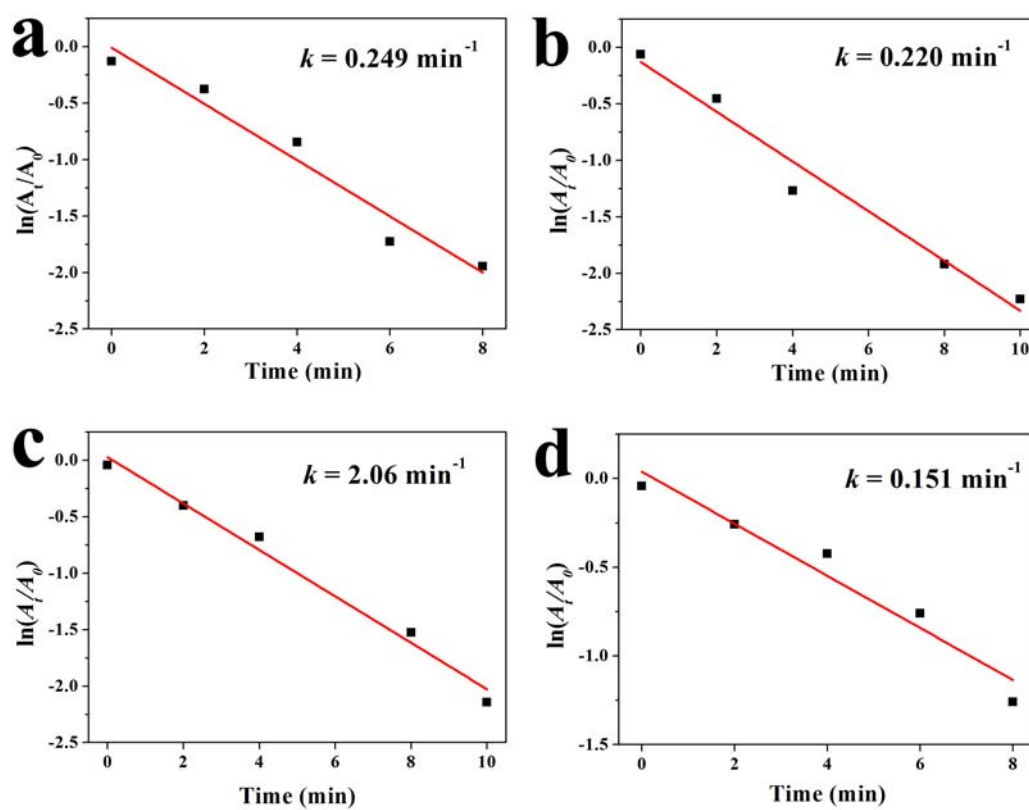 a
k = 0.249 min⁻¹
ln(Aₜ/A₀)
0.0
-0.5
-1.0
-1.5
-2.0
-2.5
0 2 4 6 8
Time (min)
b
k = 0.220 min⁻¹
ln(Aₜ/A₀)
0.0
-0.5
-1.0
-1.5
-2.0
-2.5
0 2 4 6 8 10
Time (min)
c
k = 2.06 min⁻¹
ln(Aₜ/A₀)
0.0
-0.5
-1.0
-1.5
-2.0
-2.5
0 2 4 6 8 10
Time (min)
d
k = 0.151 min⁻¹
ln(Aₜ/A₀)
0.0
-0.5
-1.0
-1.5
0 2 4 6 8
Time (min)